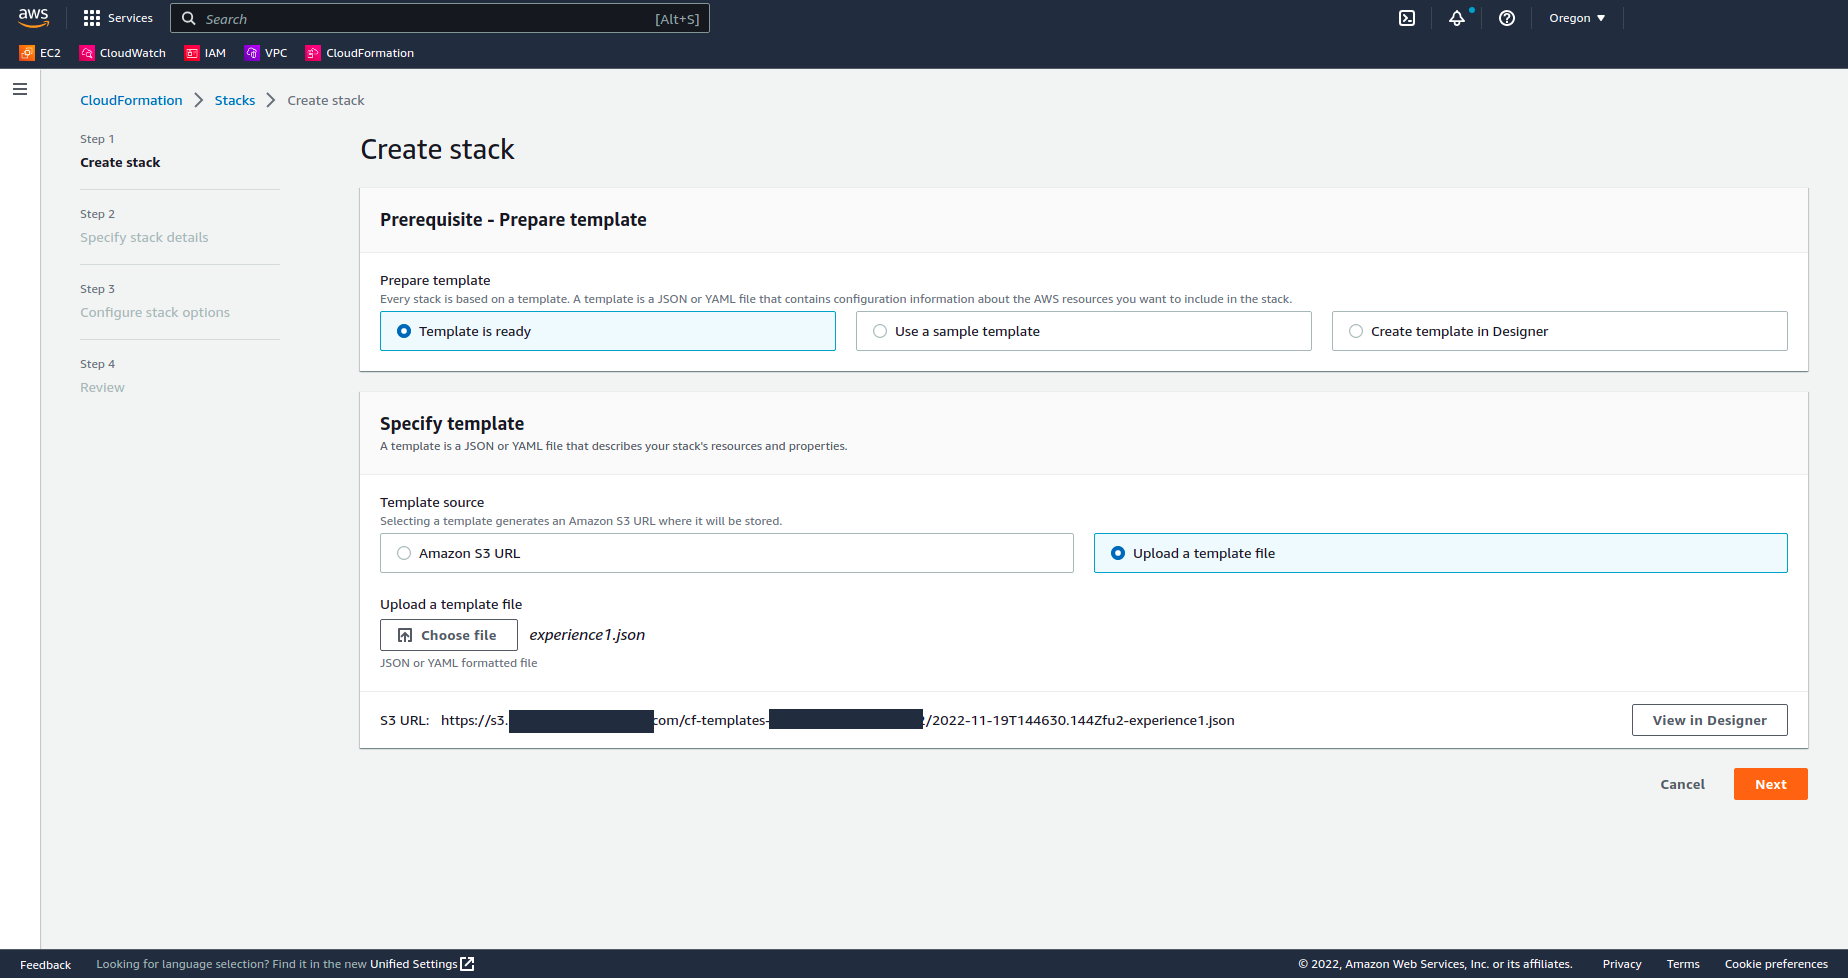 aws Services Search [Alt+S] Oregon
EC2 CloudWatch IAM VPC CloudFormation
CloudFormation Stacks Create stack
Step 1
Create stack
Step 2
Specify stack details
Step 3
Configure stack options
Step 4
Review
Create stack
Prerequisite - Prepare template
Prepare template
Every stack is based on a template. A template is a JSON or YAML file that contains configuration information about the AWS resources you want to include in the stack.
Template is ready Use a sample template Create template in Designer
Specify template
A template is a JSON or YAML file that describes your stack's resources and properties.
Template source
Selecting a template generates an Amazon S3 URL where it will be stored.
Amazon S3 URL Upload a template file
Upload a template file
Choose file experience1.json
JSON or YAML formatted file
S3 URL: https://s3. com/cf-templates- /2022-11-19T144630.144Zfu2-experience1.json View in Designer
Cancel Next
Feedback Looking for language selection? Find it in the new Unified Settings © 2022, Amazon Web Services, Inc. or its affiliates. Privacy Terms Cookie preferences